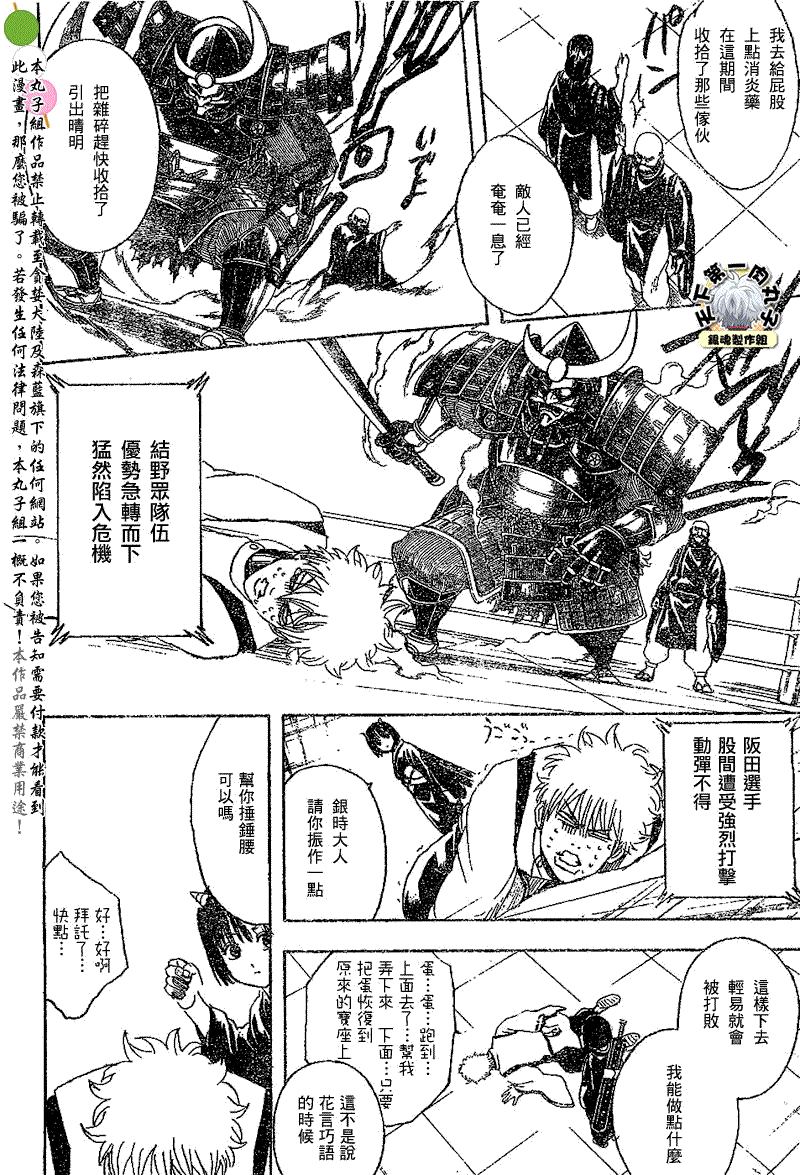 我去給屁股
上點消炎藥
在這期間
收拾了那些傢伙
敵人已經
奄奄一息了
把雜碎趕快收拾了
引出晴明
天下第一肉丸子
銀魂製作組
結野眾隊伍
優勢急轉而下
猛然陷入危機
阪田選手
股間遭受強烈打擊
動彈不得
銀時大人
請你振作一點
幫你捶錘腰
可以嗎
好…好啊
拜託了…
快點…
這樣下去
輕易就會
被打敗
我能做點什麼
蛋…蛋…跑到…
上面去了…幫我
弄下來 下面…只要
把蛋恢復到
原來的寶座上
這不是說
花言巧語
的時候
本丸子組作品禁止轉載至貪婪大陸及森藍旗下的任何網站。如果您被告知需要付款才能看到
此漫畫，那麼您被騙了。若發生任何法律問題，本丸子組一概不負責！本作品嚴禁商業用途！